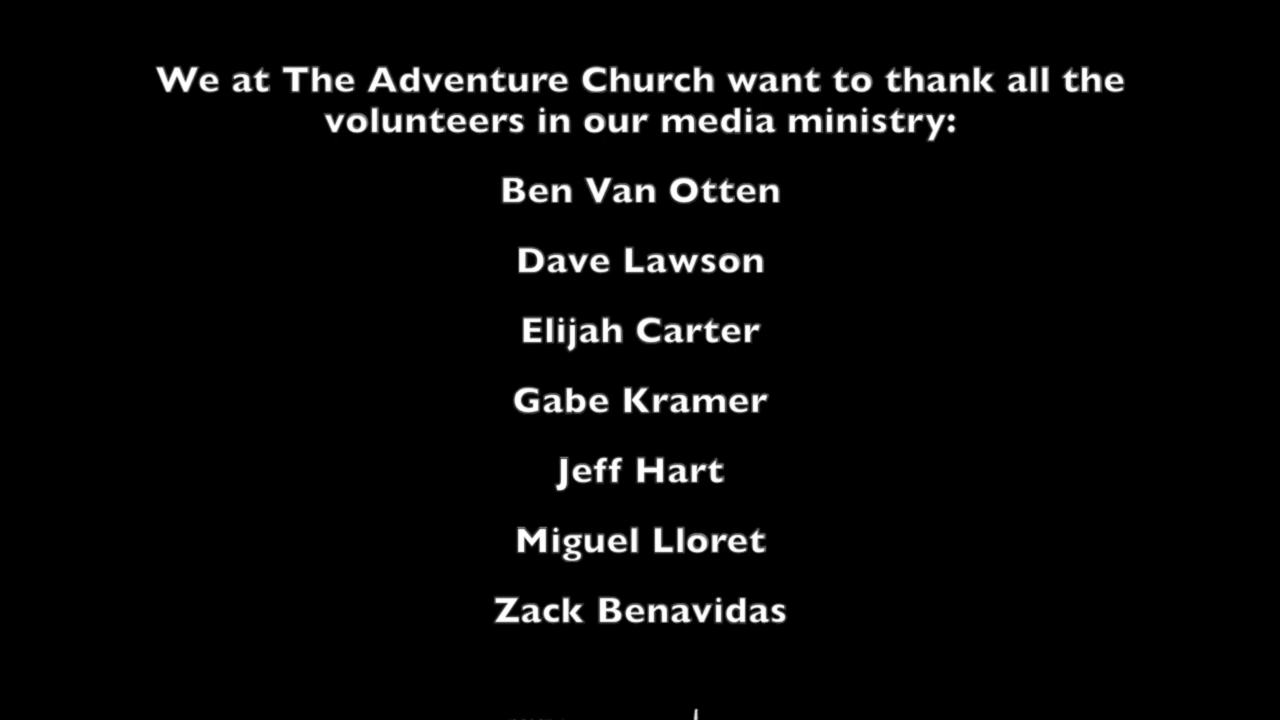 We at The Adventure Church want to thank all the
volunteers in our media ministry:
Ben Van Otten
Dave Lawson
Elijah Carter
Gabe Kramer
Jeff Hart
Miguel Lloret
Zack Benavidas